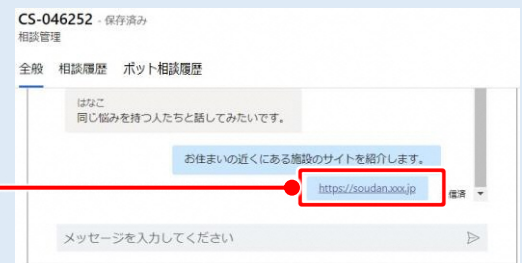 CS-046252 - 保存済み
相談管理
全般 相談履歴 ボット相談履歴
はなこ
同じ悩みを持つ人たちと話してみたいです。
お住まいの近くにある施設のサイトを紹介します。
https://soudan.xxx.jp
信済
メッセージを入力してください